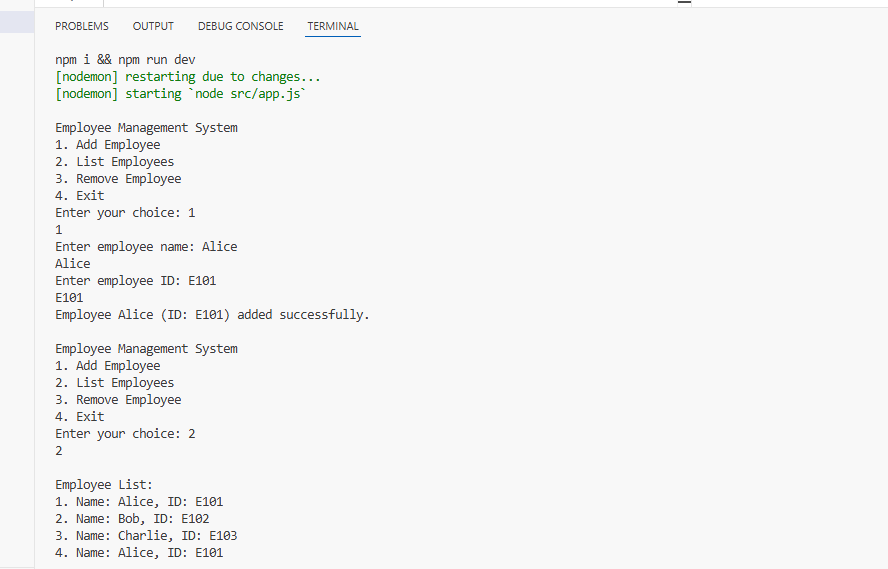 PROBLEMS OUTPUT DEBUG CONSOLE TERMINAL
npm i && npm run dev
[nodemon] restarting due to changes...
[nodemon] starting `node src/app.js`
Employee Management System
1. Add Employee
2. List Employees
3. Remove Employee
4. Exit
Enter your choice: 1
1
Enter employee name: Alice
Alice
Enter employee ID: E101
E101
Employee Alice (ID: E101) added successfully.
Employee Management System
1. Add Employee
2. List Employees
3. Remove Employee
4. Exit
Enter your choice: 2
2
Employee List:
1. Name: Alice, ID: E101
2. Name: Bob, ID: E102
3. Name: Charlie, ID: E103
4. Name: Alice, ID: E101